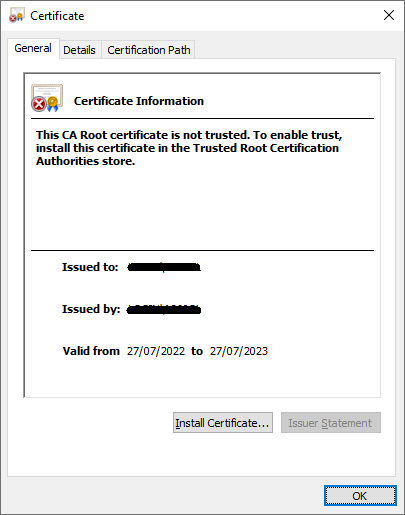 Certificate
General Details Certification Path
Certificate Information
This CA Root certificate is not trusted. To enable trust,
install this certificate in the Trusted Root Certification
Authorities store.
Issued to:
Issued by:
Valid from 27/07/2022 to 27/07/2023
Install Certificate...
Issuer Statement
OK